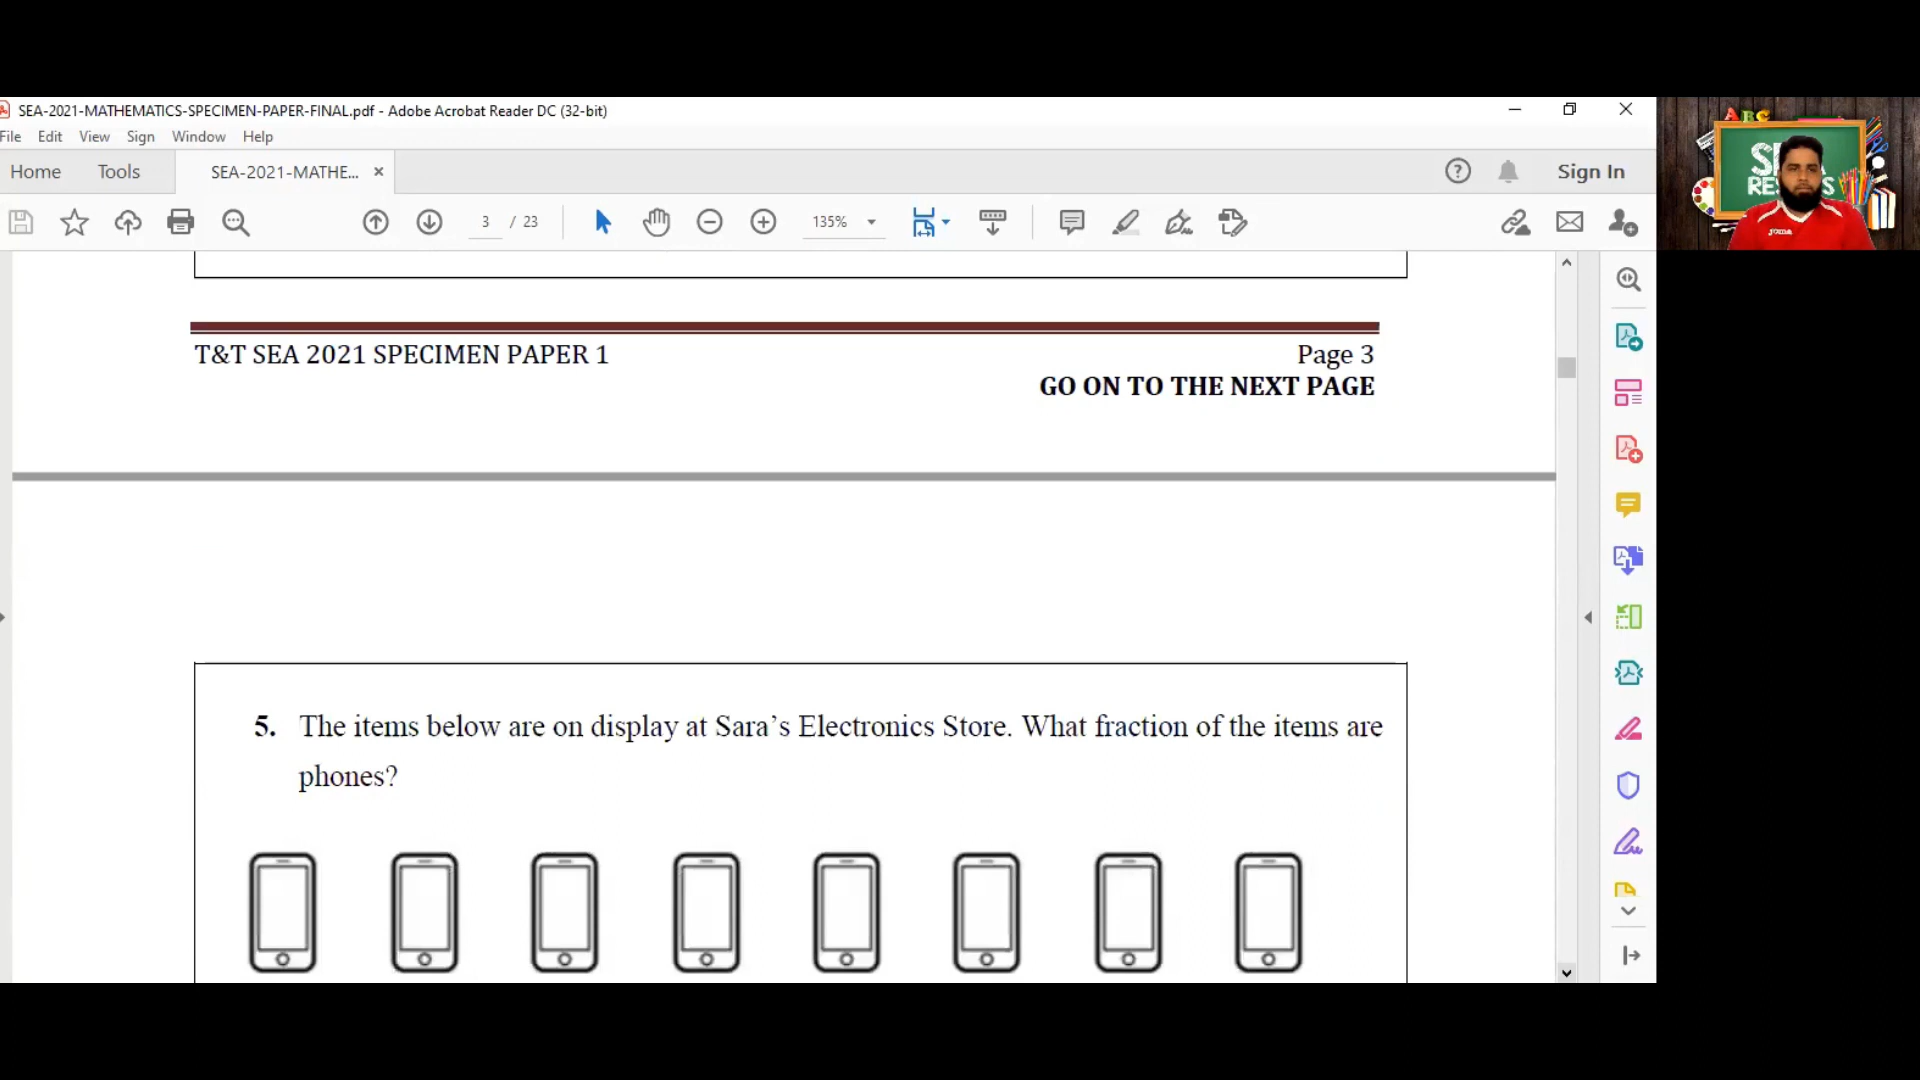 SEA-2021-MATHEMATICS-SPECIMEN-PAPER-FINAL.pdf - Adobe Acrobat Reader DC (32-bit)
File Edit View Sign Window Help
Home Tools SEA-2021-MATHE... Sign In
3 / 23 135%
T&T SEA 2021 SPECIMEN PAPER 1 Page 3
GO ON TO THE NEXT PAGE
5. The items below are on display at Sara’s Electronics Store. What fraction of the items are
phones?
ABC
Joma